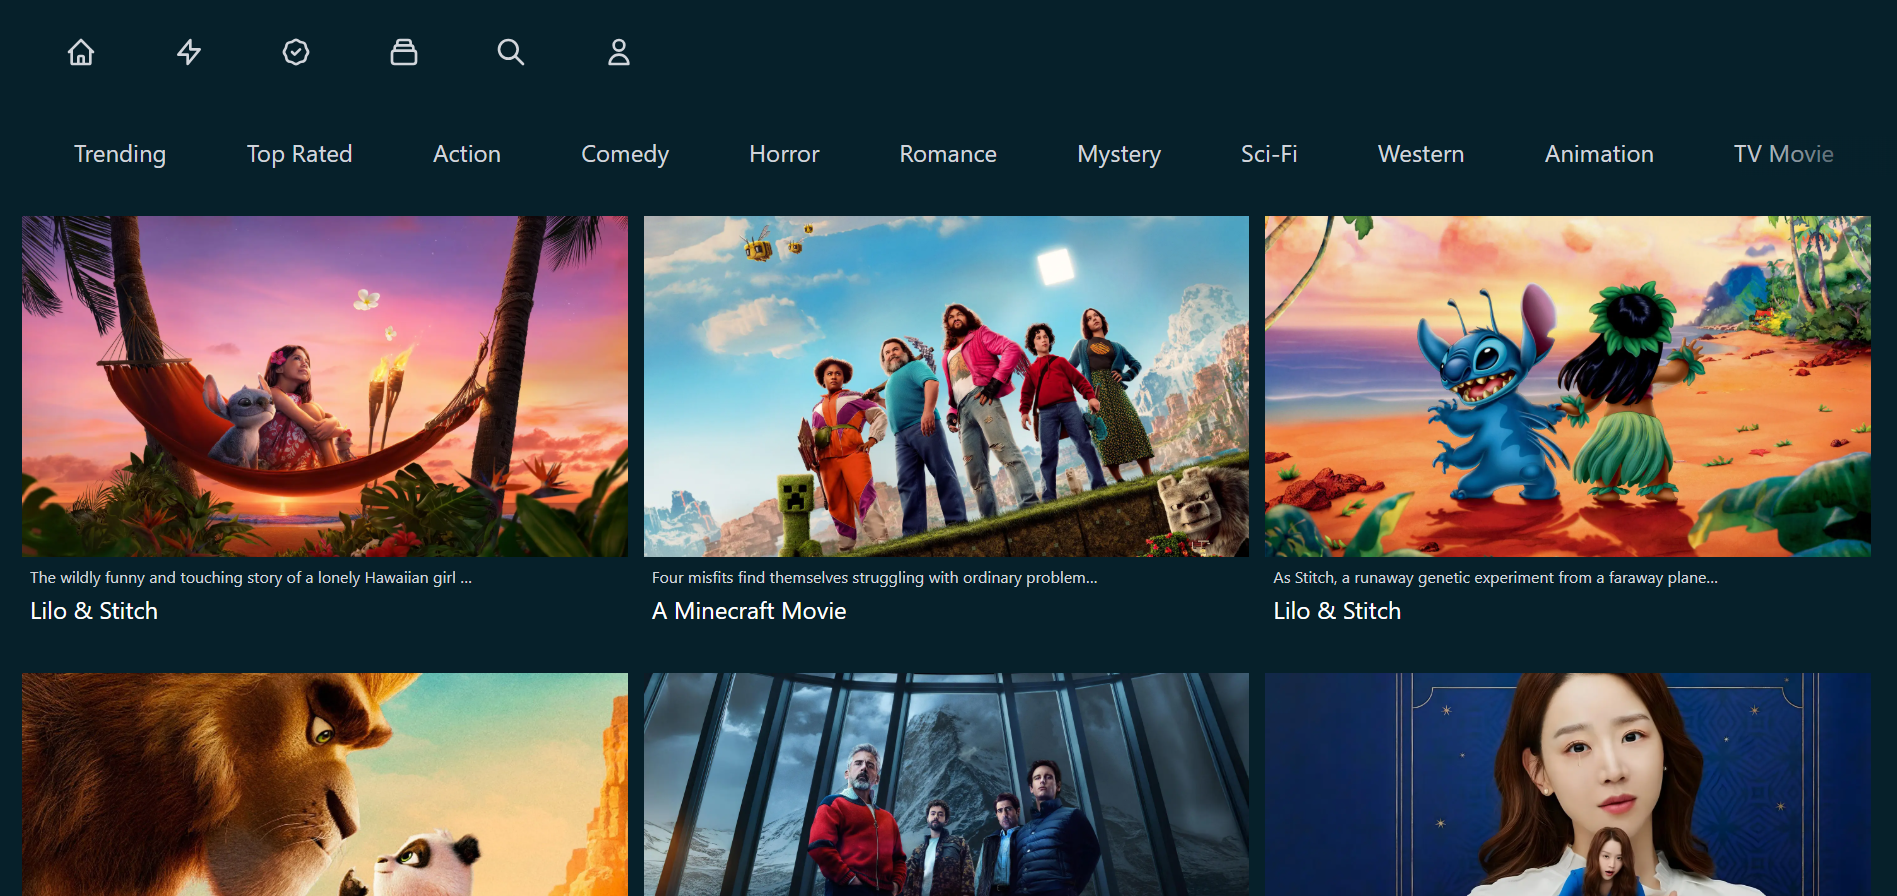 Trending
Top Rated
Action
Comedy
Horror
Romance
Mystery
Sci-Fi
Western
Animation
TV Movie
The wildly funny and touching story of a lonely Hawaiian girl ...
Lilo & Stitch
Four misfits find themselves struggling with ordinary problem...
A Minecraft Movie
As Stitch, a runaway genetic experiment from a faraway plane...
Lilo & Stitch